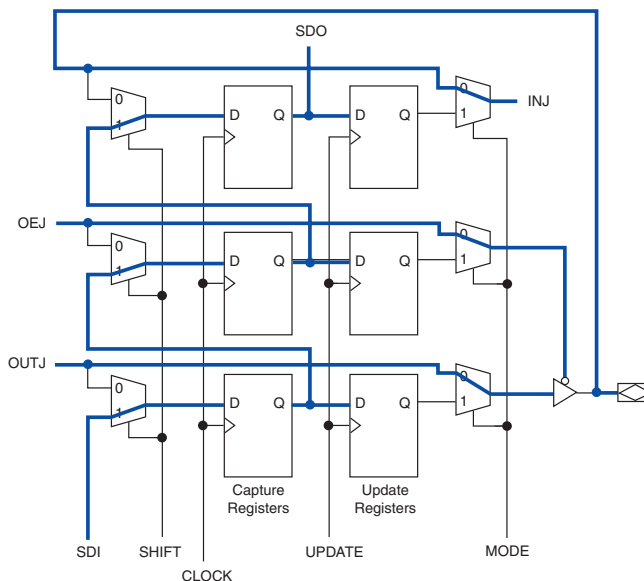 SDO
0
1
D
Q
D
Q
0
1
INJ
OEJ
0
1
D
Q
D
Q
0
1
OUTJ
0
1
D
Q
D
Q
0
1
Capture
Registers
Update
Registers
SDI
SHIFT
CLOCK
UPDATE
MODE